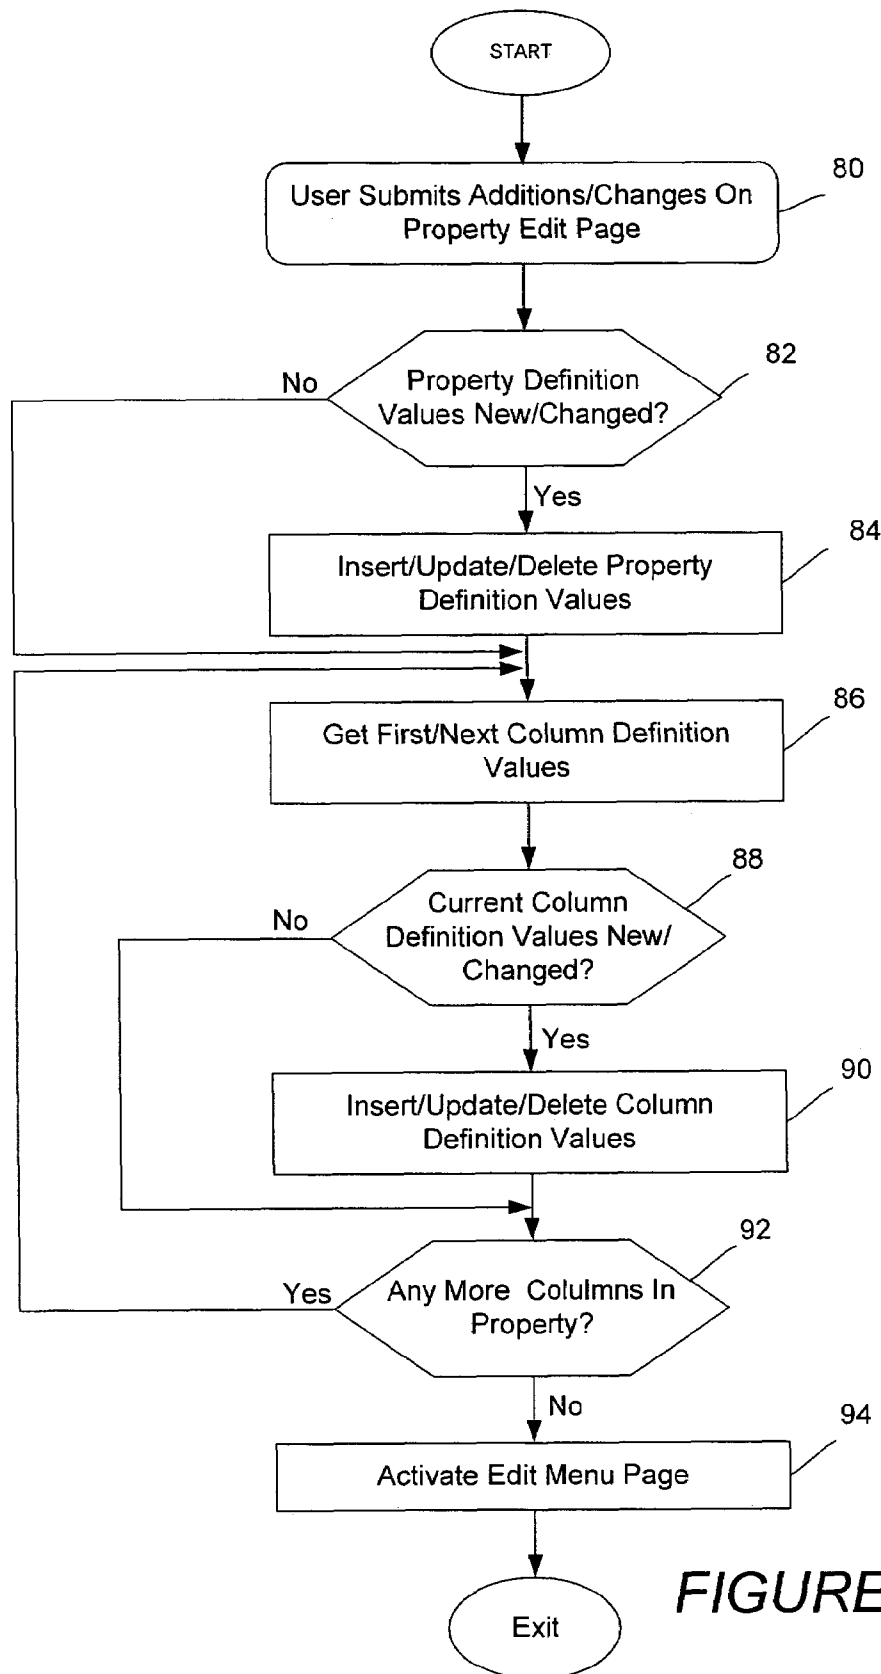 START
User Submits Additions/Changes On
Property Edit Page
80
Property Definition
Values New/Changed?
82
No
Yes
Insert/Update/Delete Property
Definition Values
84
Get First/Next Column Definition
Values
86
Current Column
Definition Values New/
Changed?
88
No
Yes
Insert/Update/Delete Column
Definition Values
90
Any More Colulmns In
Property?
92
Yes
No
Activate Edit Menu Page
94
Exit
FIGURE